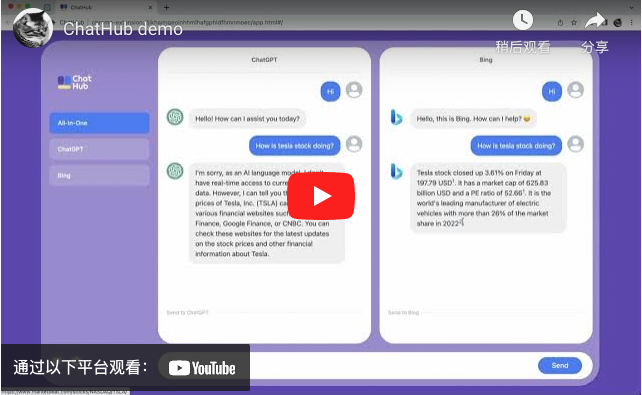 ChatHub
ChatHub demo
稍后观看
分享
Chat
Hub
All-In-One
ChatGPT
Bing
ChatGPT
Hi
Hello! How can I assist you today?
How is tesla stock doing?
I'm sorry, as an AI language model, I don't
have real-time access to current
data. However, I can tell you th
prices of Tesla, Inc. (TSLA) ca
various financial websites such
Finance, Google Finance, or CNBC. You can
check these websites for the latest updates
on the stock prices and other financial
information about Tesla.
Send to ChatGPT
Bing
Hi
Hello, this is Bing. How can I help? 😄
How is tesla stock doing?
Tesla stock closed up 3.61% on Friday at
197.79 USD¹. It has a market cap of 625.83
billion USD and a PE ratio of 52.66¹. It is the
world's leading manufacturer of electric
vehicles with more than 26% of the market
share in 2022²
Send to Bing
Send
通过以下平台观看：
YouTube